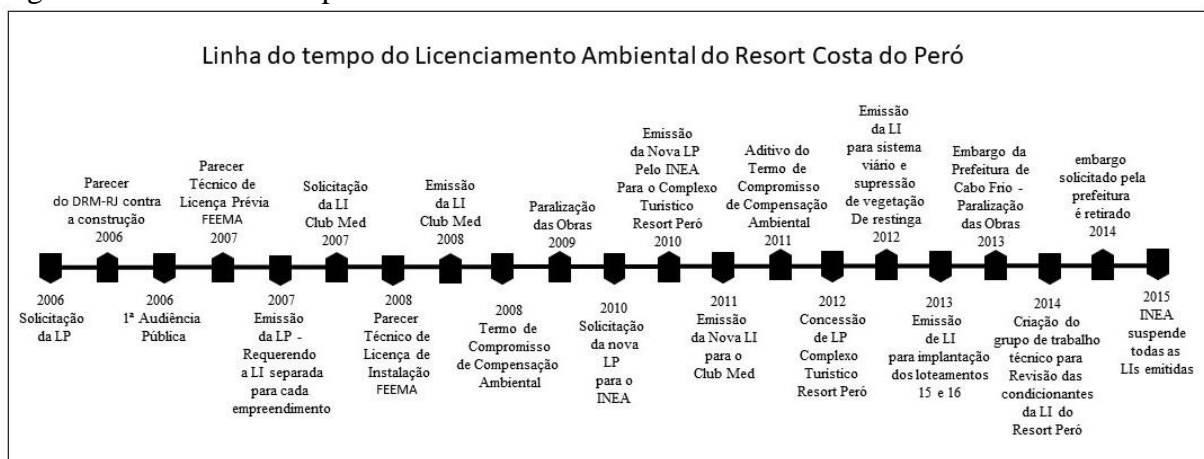 Linha do tempo do Licenciamento Ambiental do Resort Costa do Peró
2006
Solicitação
da LP
Parecer
do DRM-RJ contra
a construção
2006
2006
1ª Audiência
Pública
Parecer
Técnico de
Licença Prévia
FEEMA
2007
2007
Emissão
da LP -
Requerendo
a LI separada
para cada
empreendimento
Solicitação
da LI
Club Med
2007
2008
Parecer
Técnico de
Licença de
Instalação
FEEMA
Emissão
da LI
Club Med
2008
2008
Termo de
Compromisso
de Compensação
Ambiental
Paralização
das Obras
2009
2010
Solicitação
da nova
LP
para o
INEA
Emissão
da Nova LP
Pelo INEA
Para o Complexo
Turistico
Resort Peró
2010
2011
Emissão
da Nova LI
para o
Club Med
Aditivo do
Termo de
Compromisso
de Compensação
Ambiental
2011
2012
Concessão
de LP
Complexo
Turistico
Resort Peró
Emissão
da LI
para sistema
viário e
supressão
de vegetação
De restinga
2012
2013
Emissão
de LI
para implantação
dos loteamentos
15 e 16
Embargo da
Prefeitura de
Cabo Frio -
Paralização
das Obras
2013
2014
Criação do
grupo de trabalho
técnico para
Revisão das
condicionantes
da LI do
Resort Peró
embargo
solicitado pela
prefeitura
é retirado
2014
2015
INEA
suspende
todas as
LIs emitidas